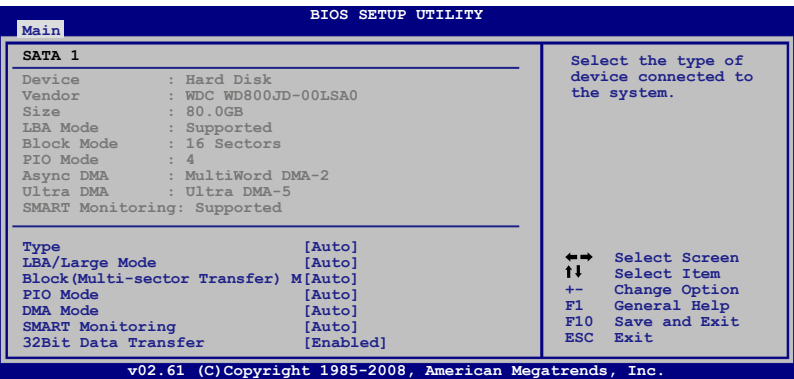 BIOS SETUP UTILITY
Main
SATA 1
Device : Hard Disk
Vendor : WDC WD800JD-00LSA0
Size : 80.0GB
LBA Mode : Supported
Block Mode : 16 Sectors
PIO Mode : 4
Async DMA : MultiWord DMA-2
Ultra DMA : Ultra DMA-5
SMART Monitoring: Supported
Type [Auto]
LBA/Large Mode [Auto]
Block(Multi-sector Transfer) M[Auto]
PIO Mode [Auto]
DMA Mode [Auto]
SMART Monitoring [Auto]
32Bit Data Transfer [Enabled]
Select the type of
device connected to
the system.
←→ Select Screen
↑↓ Select Item
+- Change Option
F1 General Help
F10 Save and Exit
ESC Exit
v02.61 (C)Copyright 1985-2008, American Megatrends, Inc.